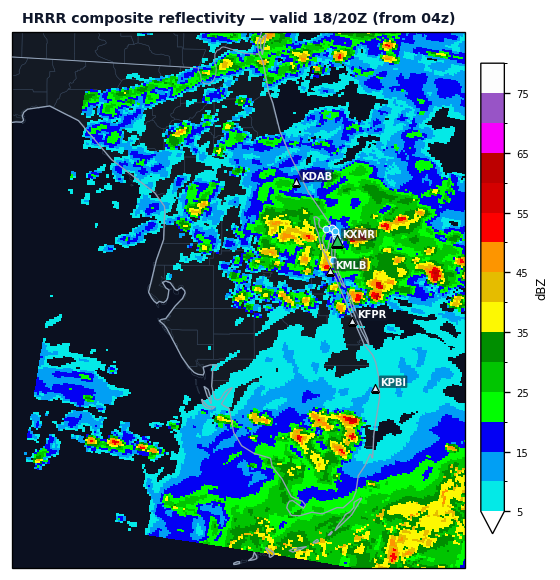 HRRR composite reflectivity — valid 18/20Z (from 04z)
75
65
55
45
35
25
15
5
dBZ
KDAB
KXMR
KMLB
KFPR
KPBI